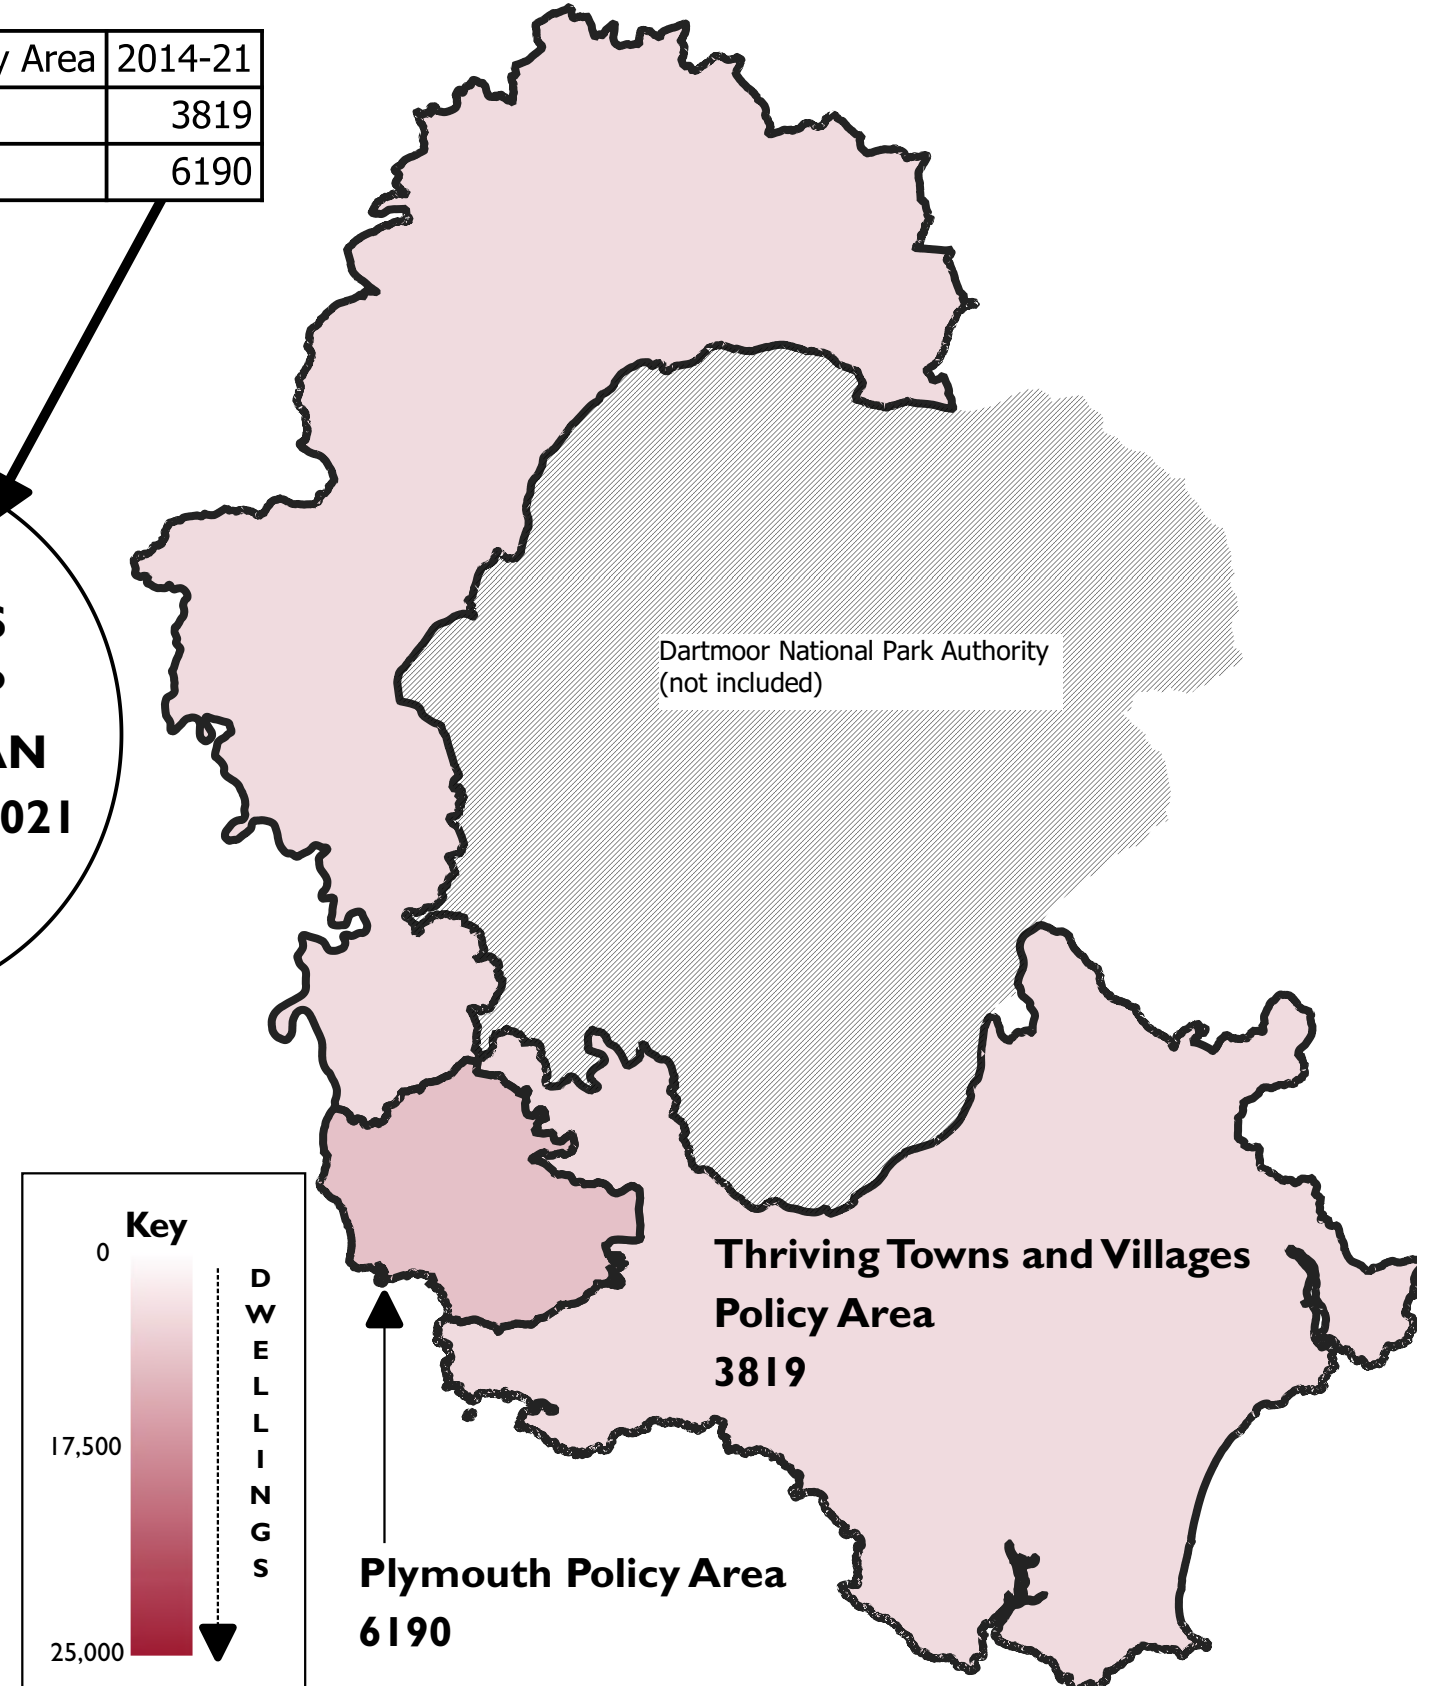 Area 2014-21
3819
6190
AN
Dartmoor National Park Authority
(not included)
Thriving Towns and Villages
Policy Area
3819
Key
0
17,500
25,000
D
W
E
L
L
I
N
G
S
Plymouth Policy Area
6190